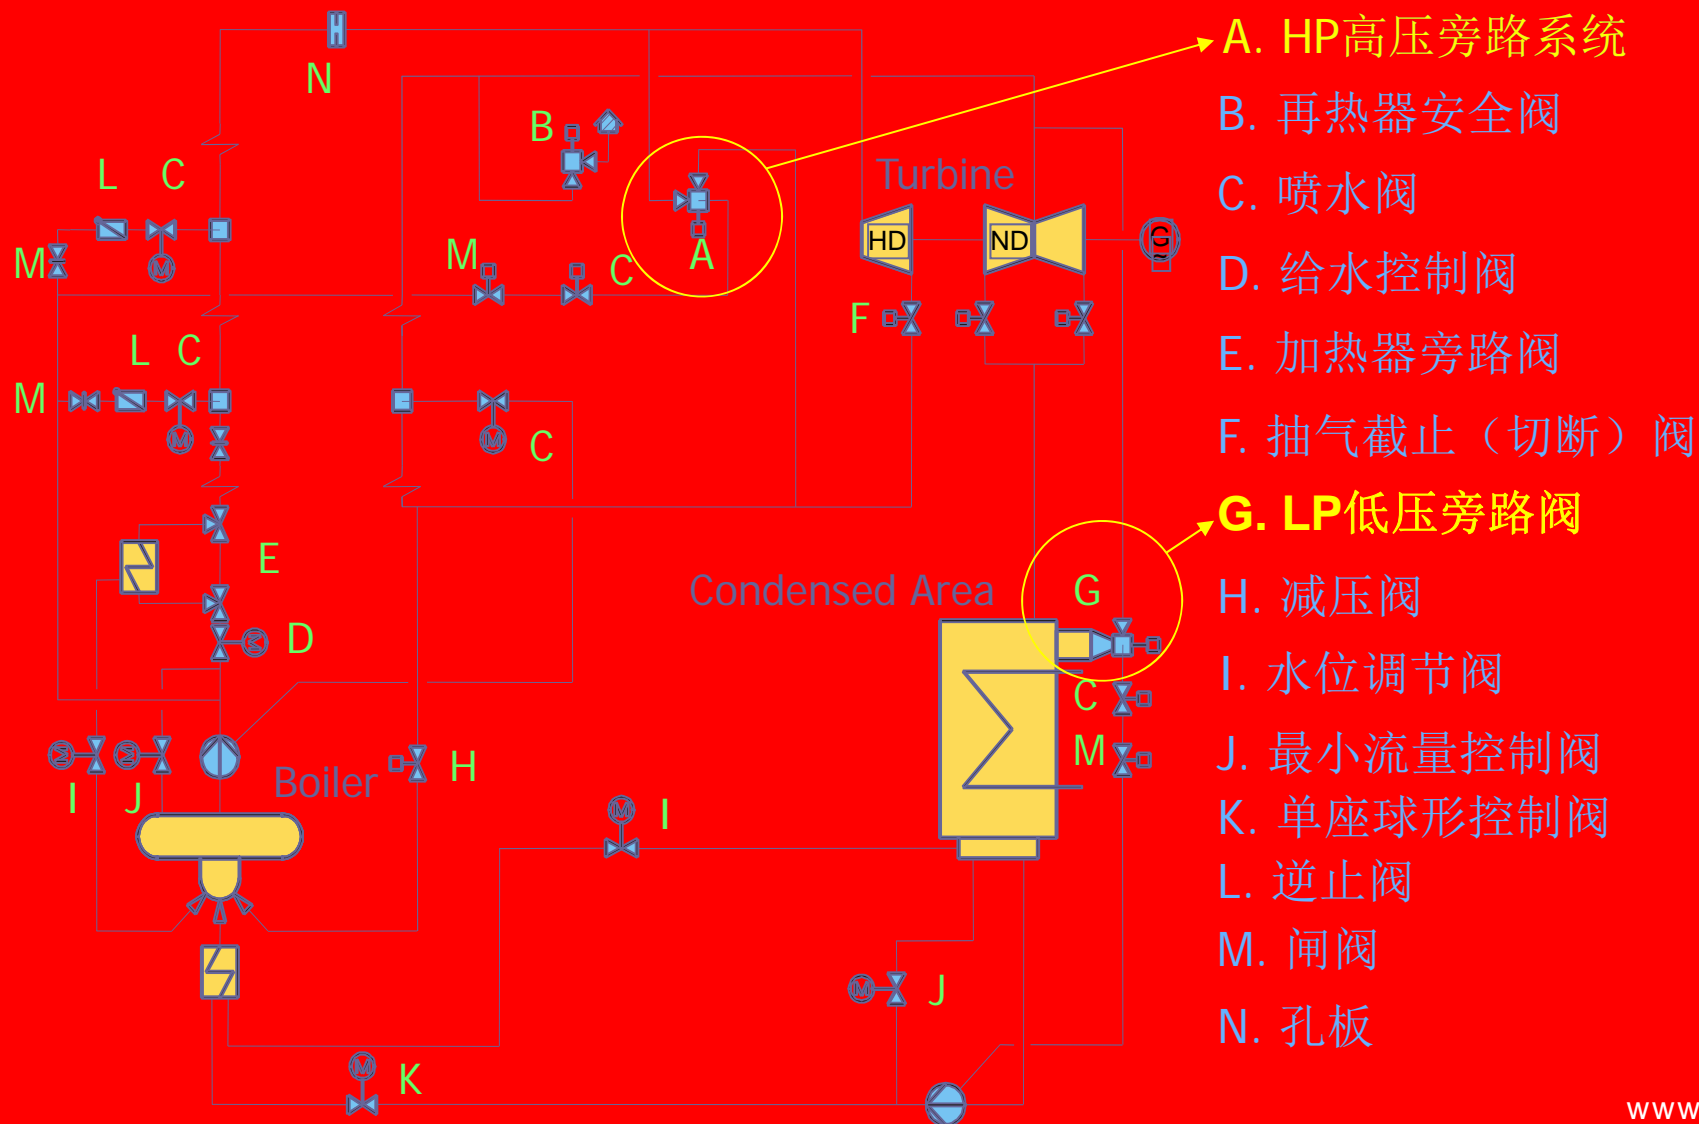 A. HP高压旁路系统
N
B. 再热器安全阀
B
L C
Turbine
C. 喷水阀
HD
ND
G
~
M
M
C
A
D. 给水控制阀
M
F
L C
E. 加热器旁路阀
M
M
M
C
F. 抽气截止（切断）阀
G. LP低压旁路阀
E
Condensed Area
G
H. 减压阀
D
M
C
I. 水位调节阀
M
M
H
M
J. 最小流量控制阀
Boiler
I
J
M
I
K. 单座球形控制阀
L. 逆止阀
M. 闸阀
M
J
N. 孔板
M
K
www